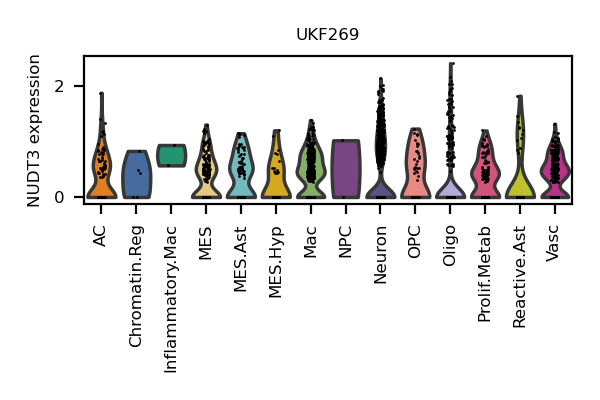 UKF269
NUDT3 expression
2
0
AC
Chromatin.Reg
Inflammatory.Mac
MES
MES.Ast
MES.Hyp
Mac
NPC
Neuron
OPC
Oligo
Prolif.Metab
Reactive.Ast
Vasc